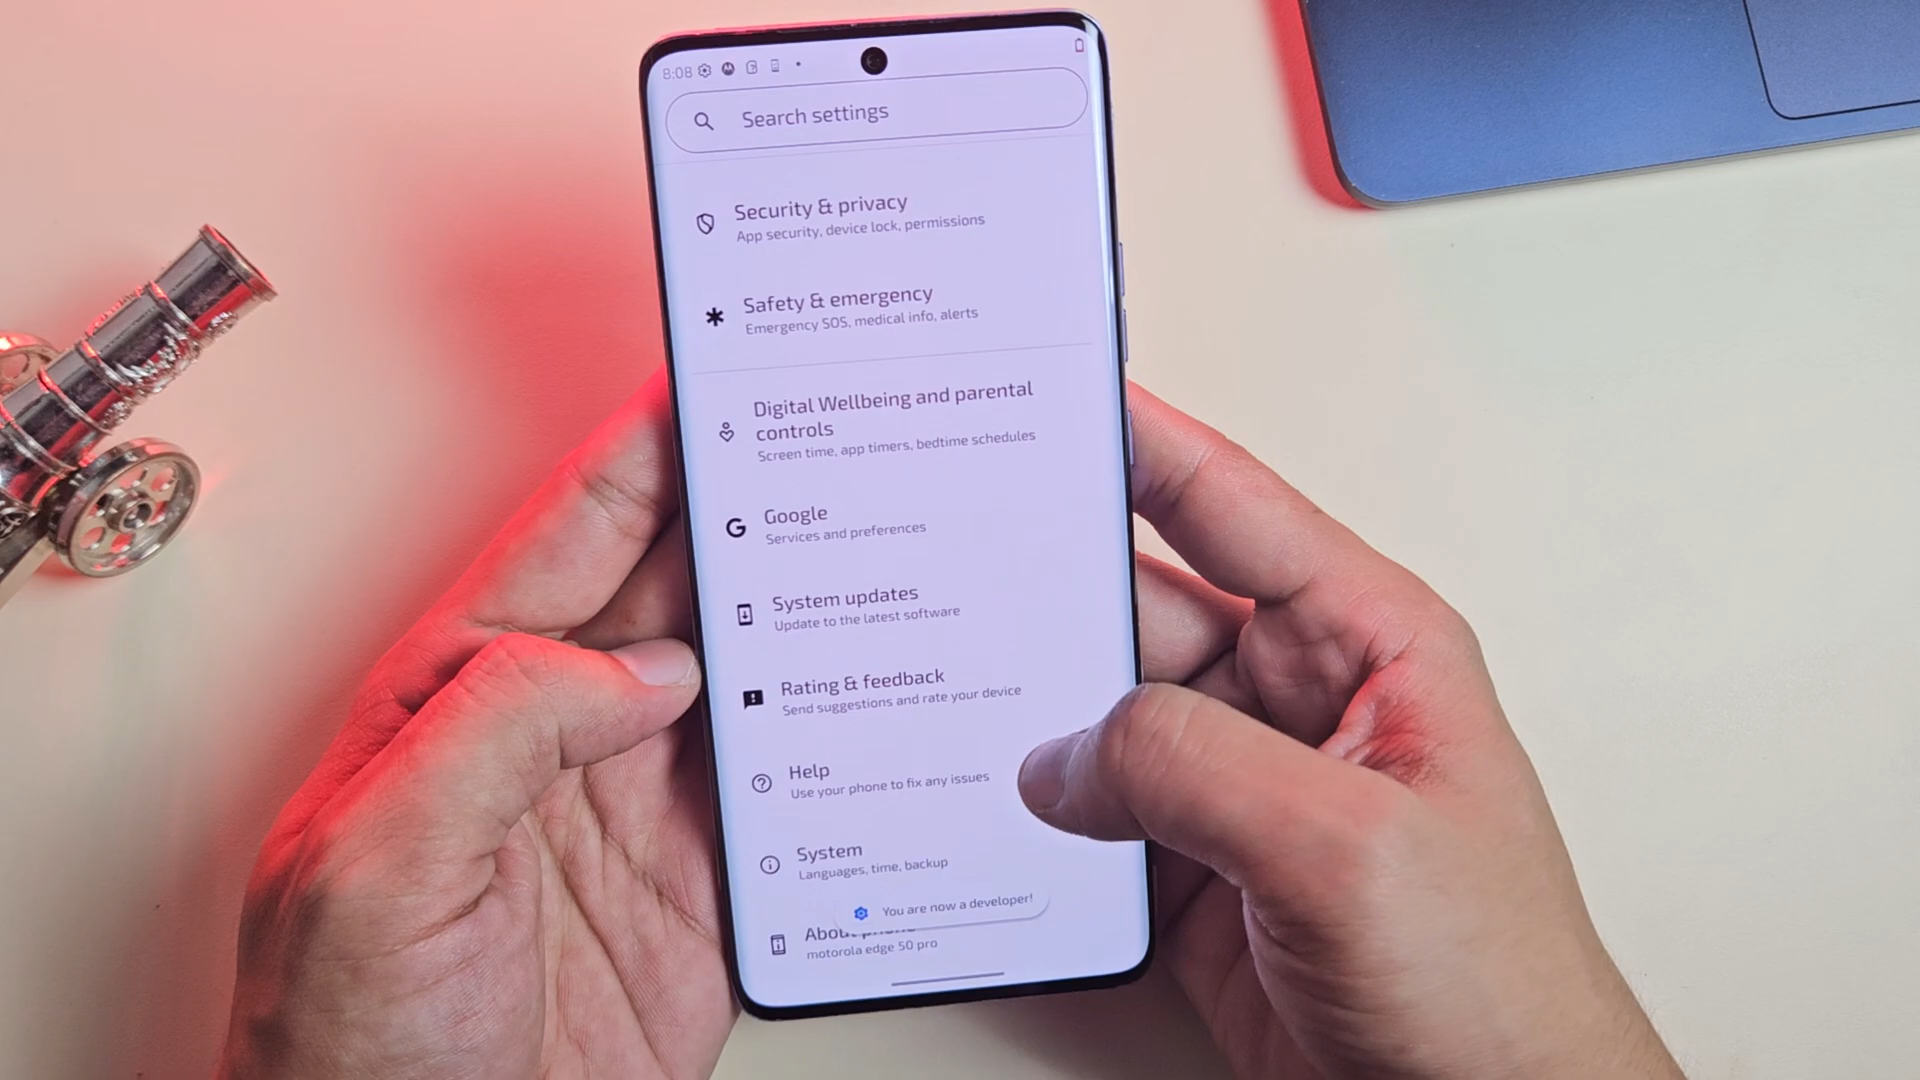 8:08
Search settings
Security & privacy
App security, device lock, permissions
Safety & emergency
Emergency SOS, medical info, alerts
Digital Wellbeing and parental
controls
Screen time, app timers, bedtime schedules
Google
Services and preferences
System updates
Update to the latest software
Rating & feedback
Send suggestions and rate your device
Help
Use your phone to fix any issues
System
Languages, time, backup
You are now a developer!
About
motorola edge 50 pro